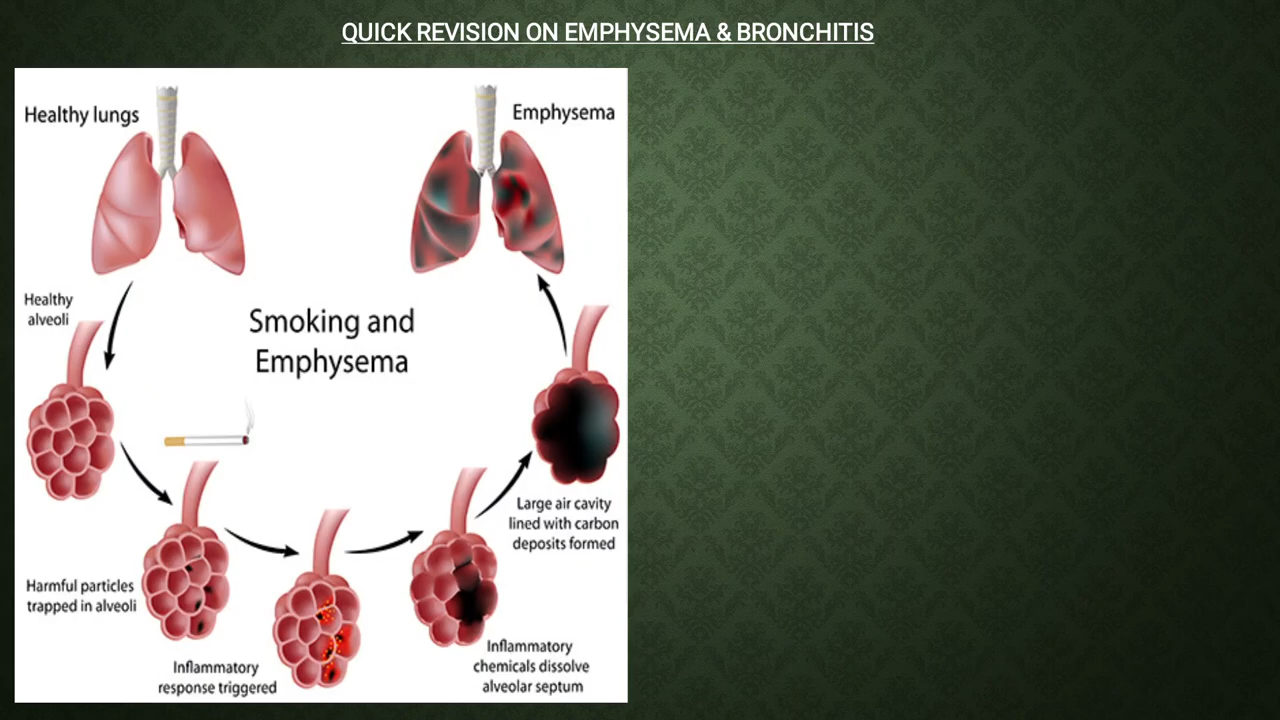 QUICK REVISION ON EMPHYSEMA & BRONCHITIS
Healthy lungs
Emphysema
Healthy
alveoli
Smoking and
Emphysema
Large air cavity
lined with carbon
deposits formed
Harmful particles
trapped in alveoli
Inflammatory
response triggered
Inflammatory
chemicals dissolve
alveolar septum